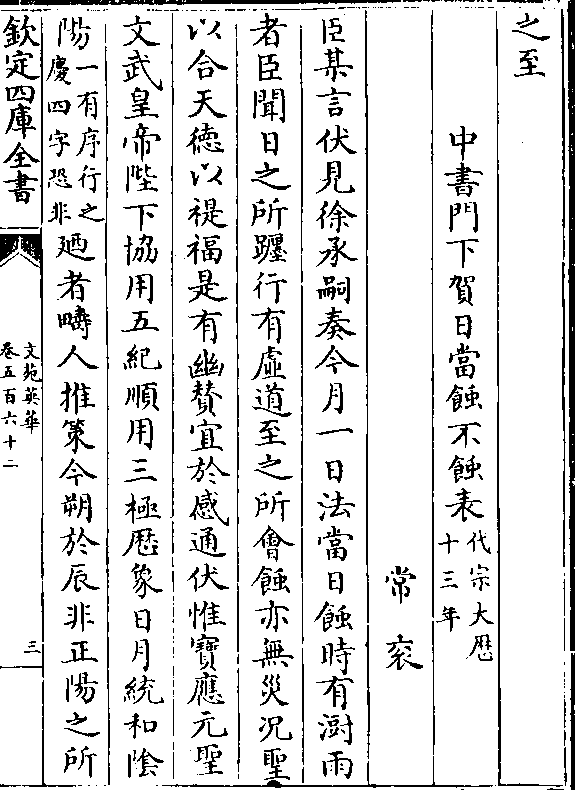 之至
中書門下賀日當蝕不蝕表代宗大厯
十三年
常衮
臣某言伏見徐承嗣奏今月一日法當日蝕時有澍雨
者臣聞日之所躔行有虛道至之所會蝕亦無災况聖
以合天德以禔福是有幽賛宜於感通伏惟寶應元聖
文武皇帝陛下協用五紀順用三極厯象日月統和陰
陽一有序行之
慶四字恐非廼者疇人推策今朔於辰非正陽之所
欽定四庫全書
文苑英華
卷五百六十二
三